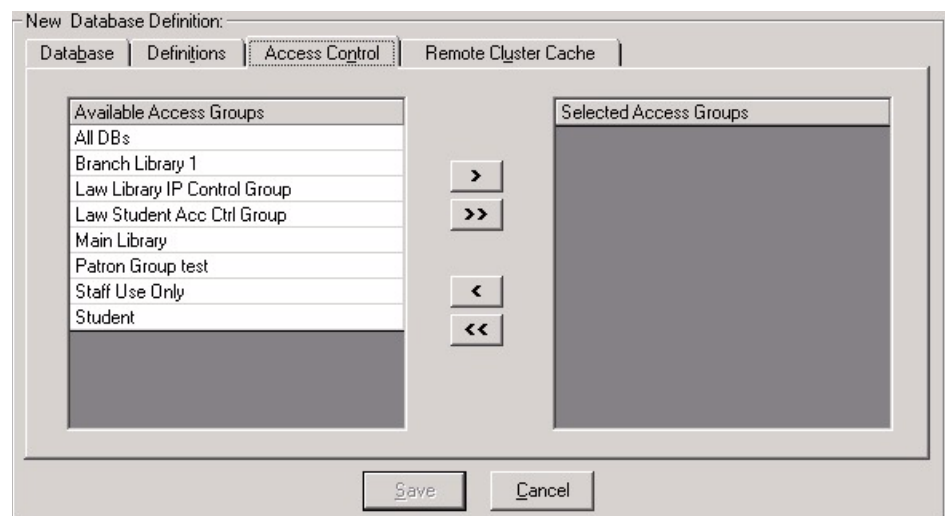 New Database Definition:
Database Definitions Access Control Remote Cluster Cache
Available Access Groups
All DBs
Branch Library 1
Law Library IP Control Group
Law Student Acc Ctrl Group
Main Library
Patron Group test
Staff Use Only
Student
>
>>
<
<<
Selected Access Groups
Save Cancel